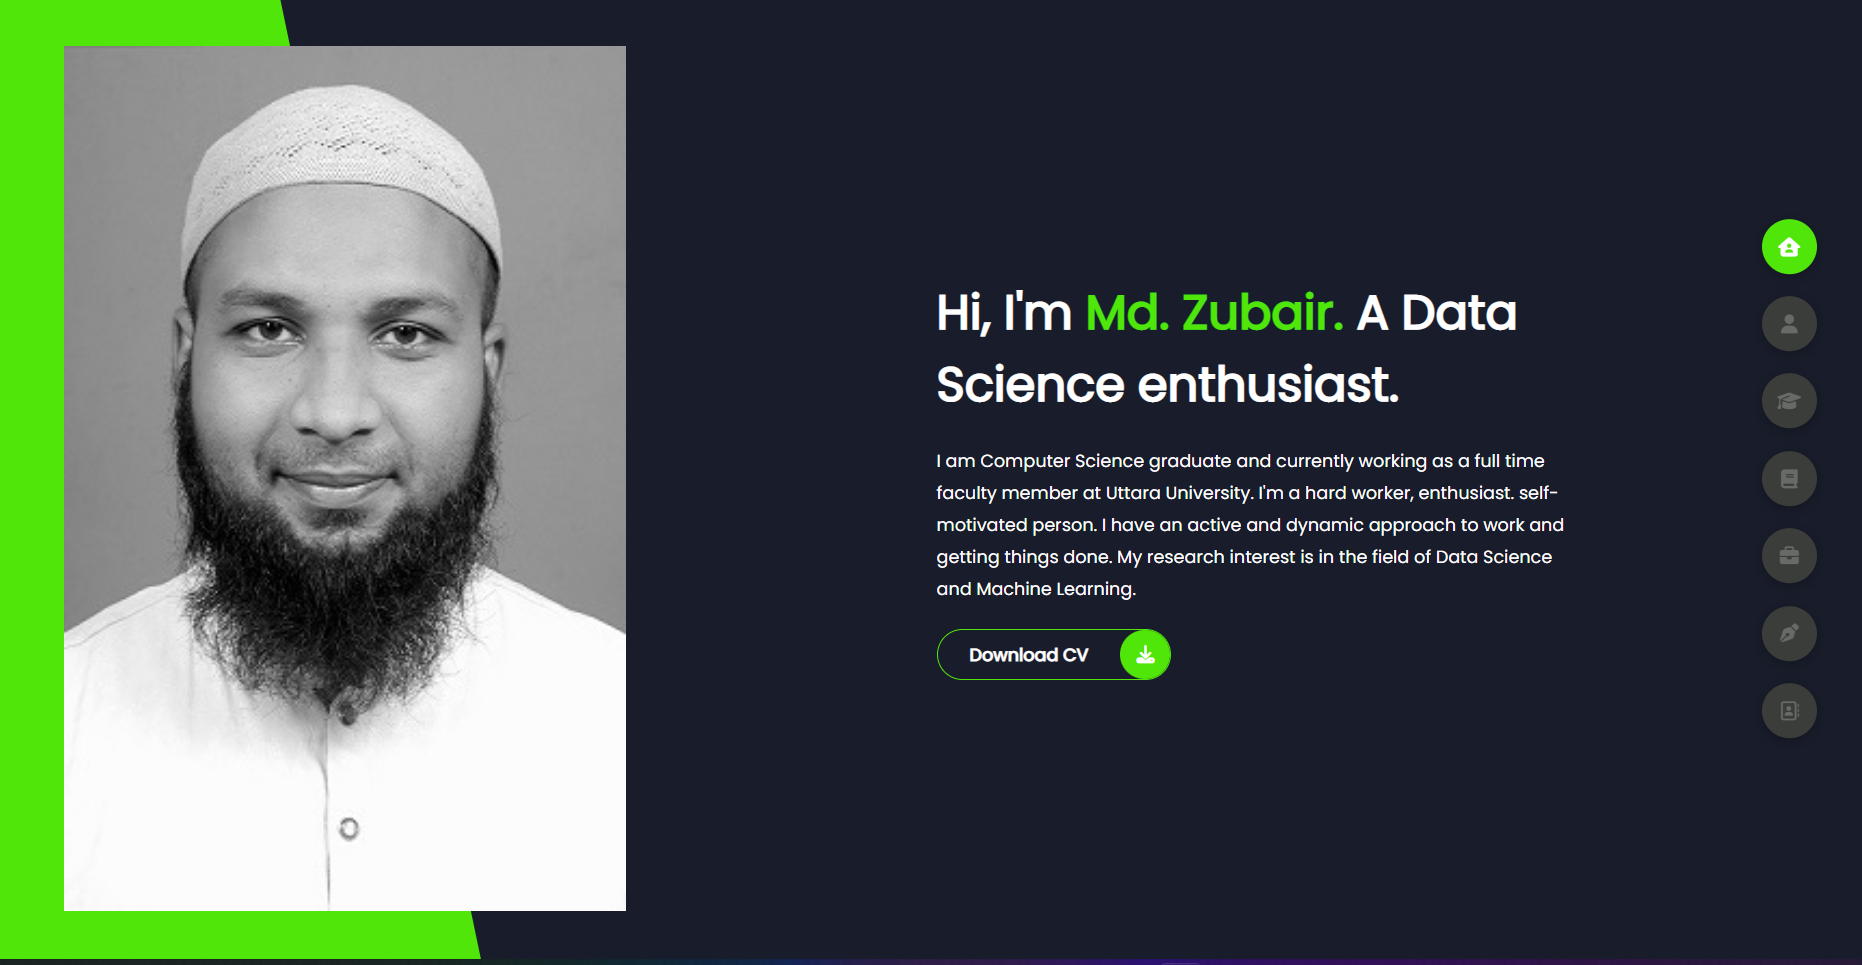 Hi, I'm Md. Zubair. A Data
Science enthusiast.
I am Computer Science graduate and currently working as a full time
faculty member at Uttara University. I'm a hard worker, enthusiast. self-
motivated person. I have an active and dynamic approach to work and
getting things done. My research interest is in the field of Data Science
and Machine Learning.
Download CV